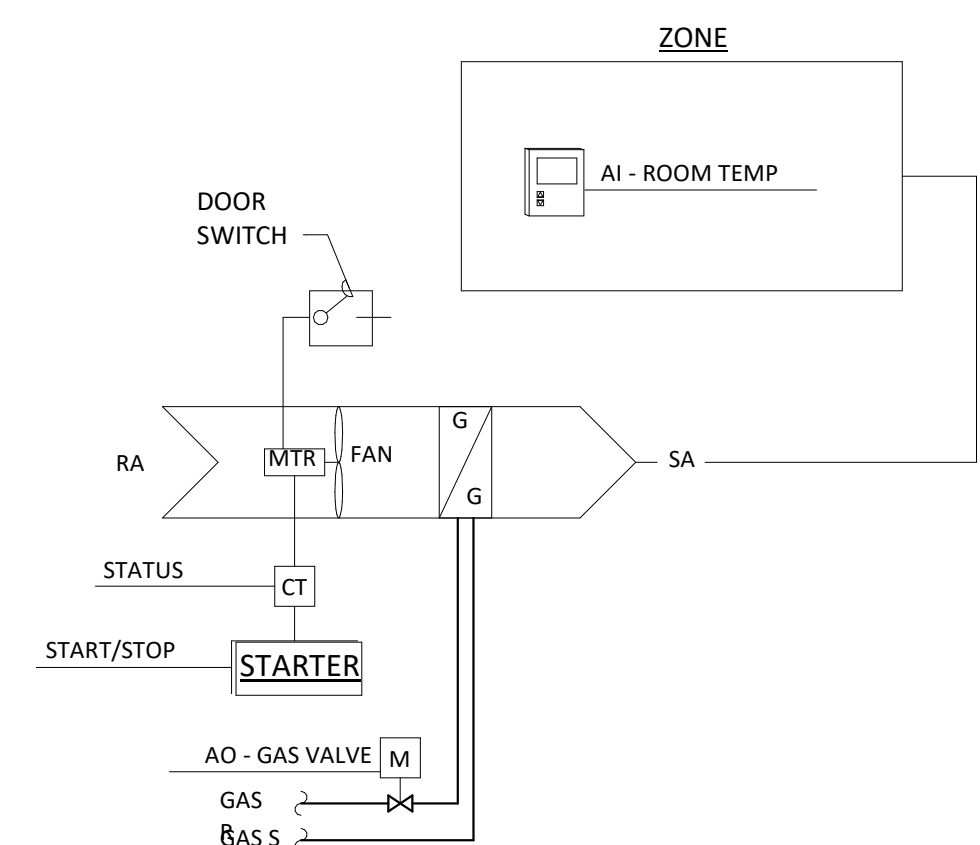 ZONE
AI - ROOM TEMP
DOOR
SWITCH
G
RA
MTR
FAN
SA
G
STATUS
CT
START/STOP
STARTER
AO - GAS VALVE
M
GAS
R
GAS S